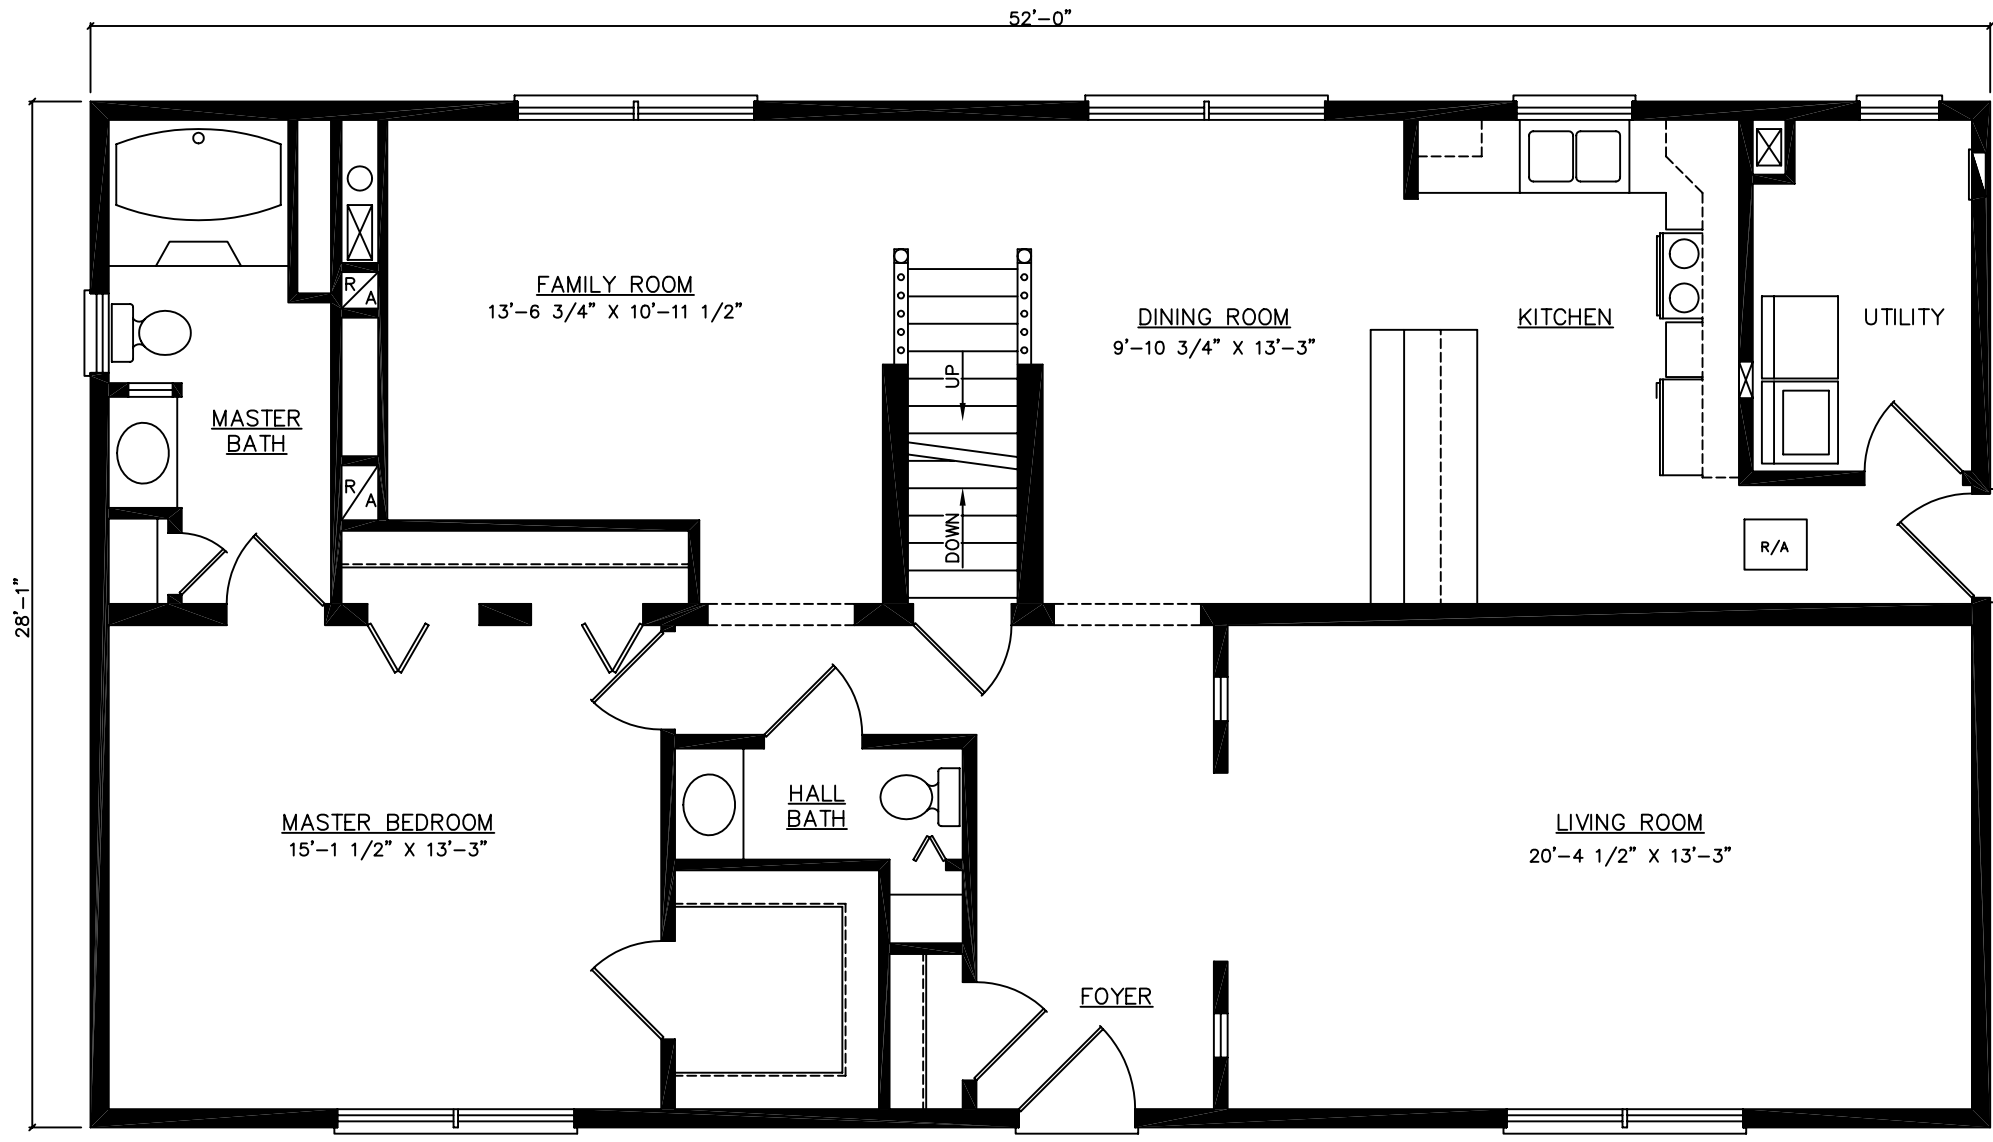 52'-0"
FAMILY ROOM
13'-6 3/4" X 10'-11 1/2"
R
A
DINING ROOM
9'-10 3/4" X 13'-3"
KITCHEN
UTILITY
UP
MASTER
BATH
R
A
DOWN
R/A
28'-1"
HALL
BATH
MASTER BEDROOM
15'-1 1/2" X 13'-3"
LIVING ROOM
20'-4 1/2" X 13'-3"
FOYER